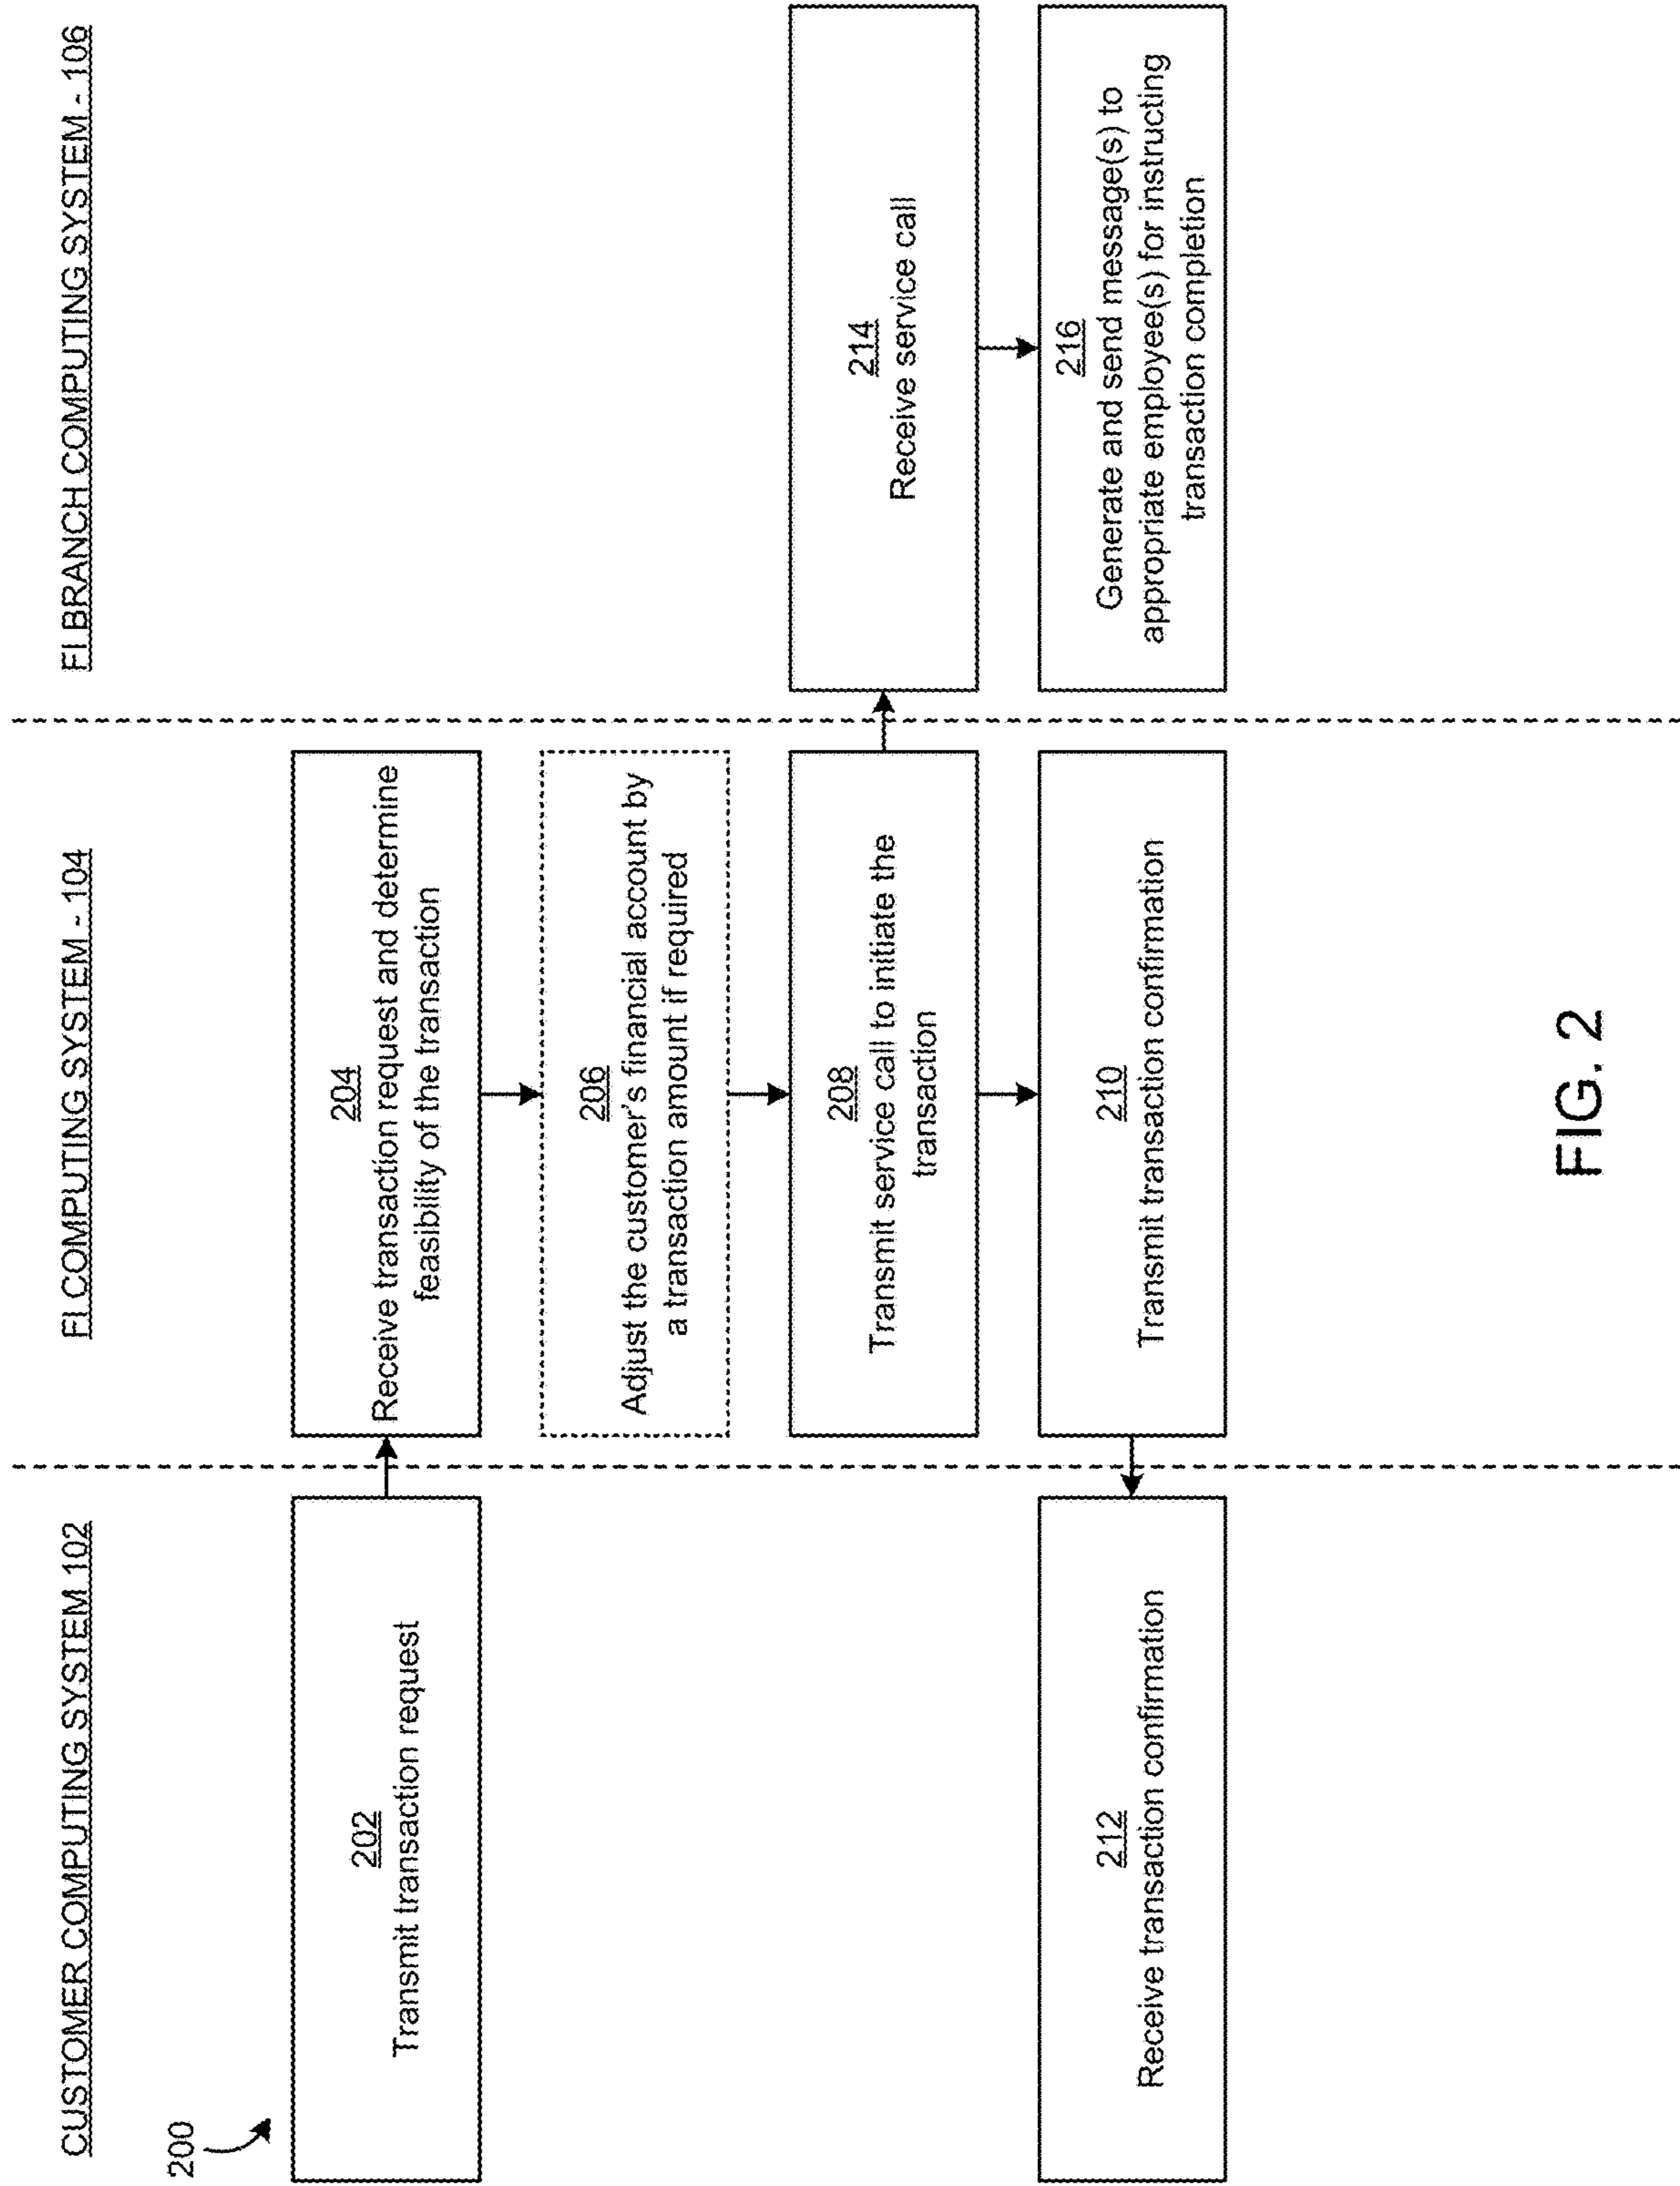 CUSTOMER COMPUTING SYSTEM 102
FI COMPUTING SYSTEM - 104
FI BRANCH COMPUTING SYSTEM - 106
200
202
Transmit transaction request
204
Receive transaction request and determine
feasibility of the transaction
206
Adjust the customer's financial account by
a transaction amount if required
208
Transmit service call to initiate the
transaction
214
Receive service call
212
Receive transaction confirmation
210
Transmit transaction confirmation
216
Generate and send message(s) to
appropriate employee(s) for instructing
transaction completion
FIG. 2